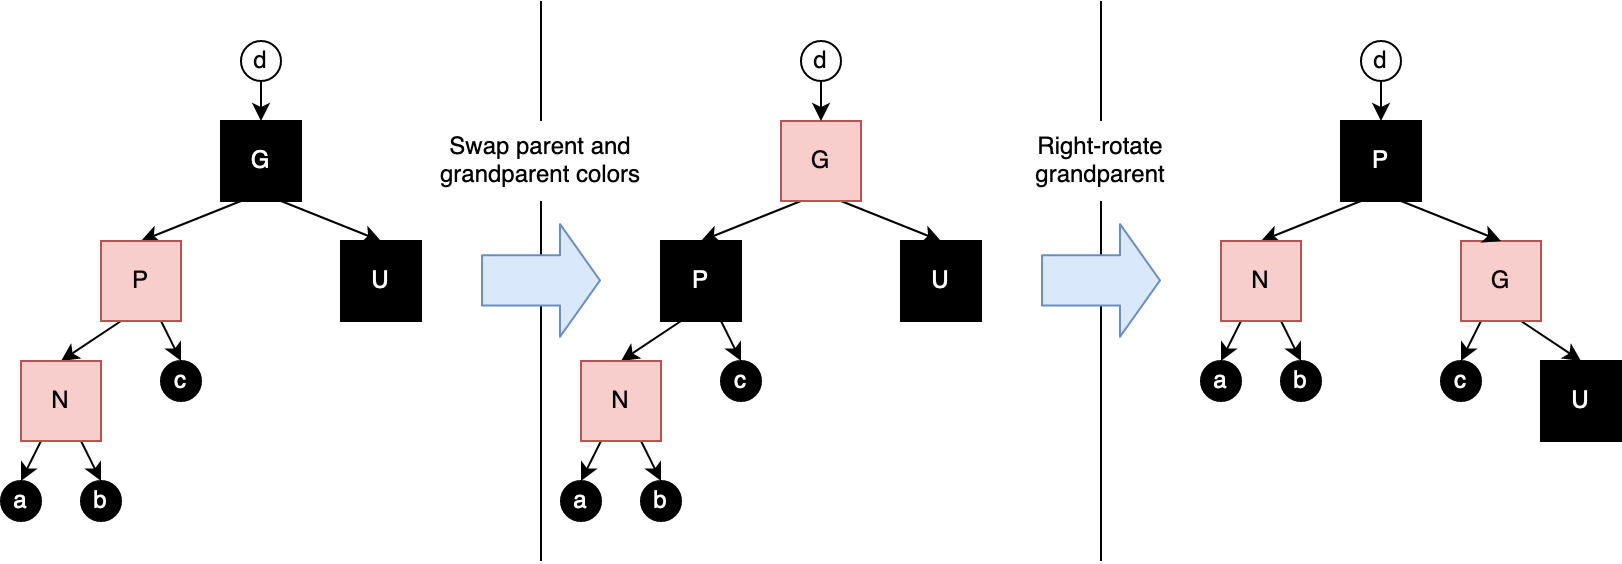 d
G
P
U
N
c
a
b
Swap parent and
grandparent colors
d
G
P
U
N
c
a
b
Right-rotate
grandparent
d
P
N
G
a
b
c
U